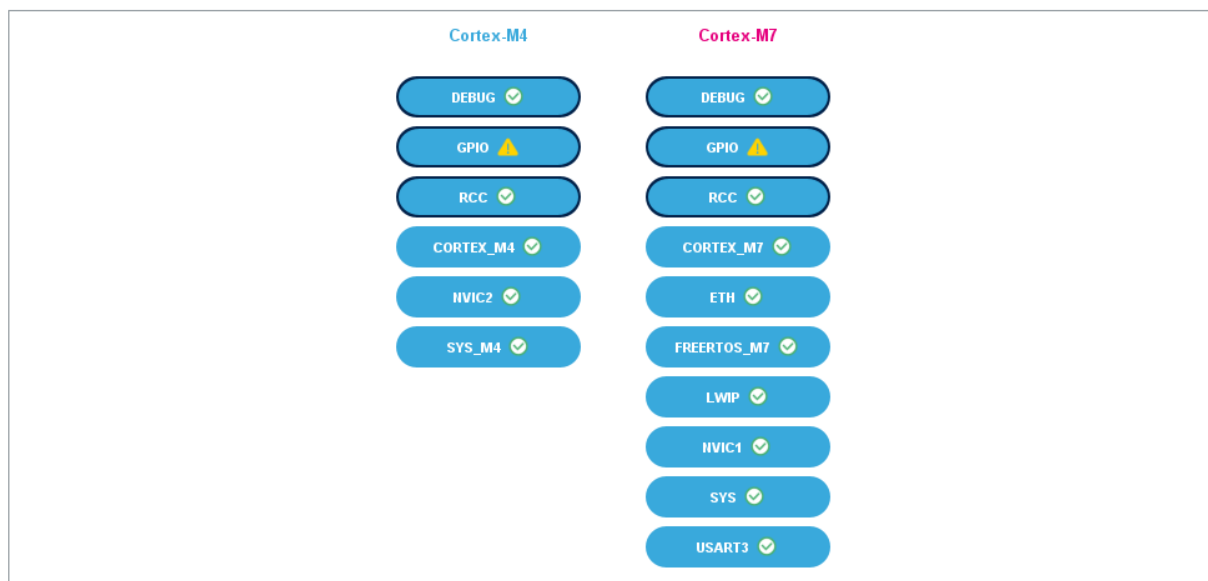 Cortex-M4 Cortex-M7
DEBUG DEBUG
GPIO GPIO
RCC RCC
CORTEX_M4 CORTEX_M7
NVIC2 ETH
SYS_M4 FREERTOS_M7
LWIP
NVIC1
SYS
USART3